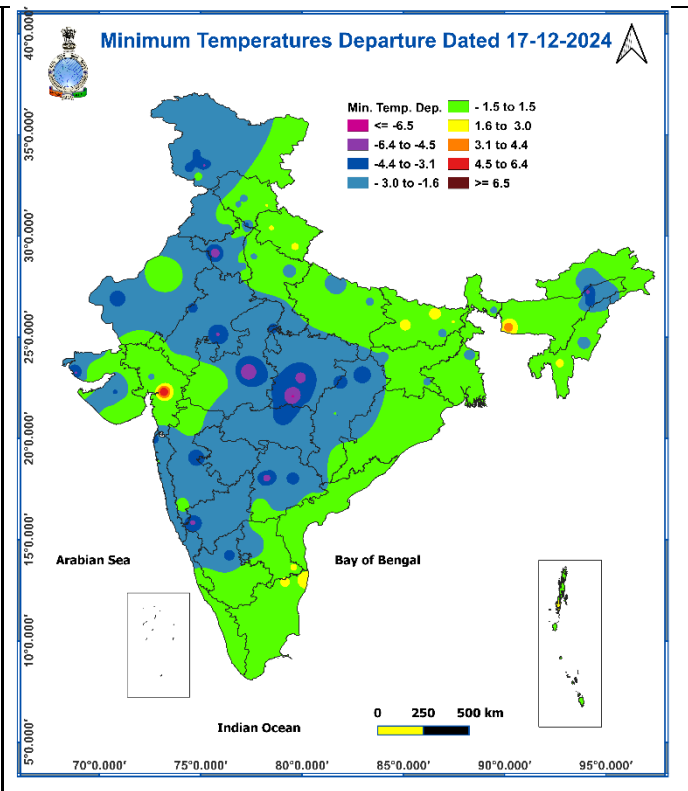 Minimum Temperatures Departure Dated 17-12-2024
Min. Temp. Dep.
<= -6.5
-6.4 to -4.5
-4.4 to -3.1
- 3.0 to -1.6
- 1.5 to 1.5
1.6 to 3.0
3.1 to 4.4
4.5 to 6.4
>= 6.5
40°0.000'
35°0.000'
30°0.000'
25°0.000'
20°0.000'
15°0.000'
10°0.000'
5°0.000'
Arabian Sea
Bay of Bengal
Indian Ocean
0 250 500 km
70°0.000' 75°0.000' 80°0.000' 85°0.000' 90°0.000' 95°0.000'